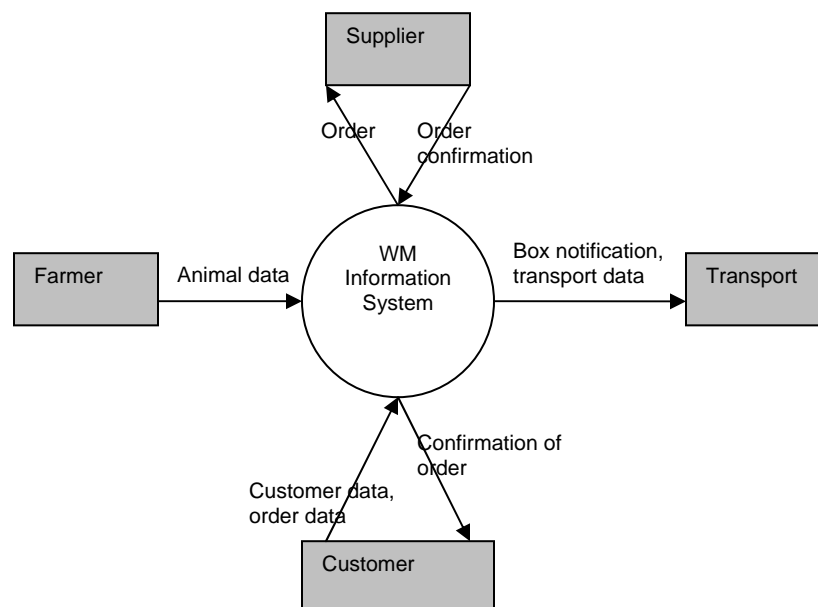 Supplier
Order
Order
confirmation
Farmer
Animal data
WM
Information
System
Box notification,
transport data
Transport
Confirmation of
order
Customer data,
order data
Customer